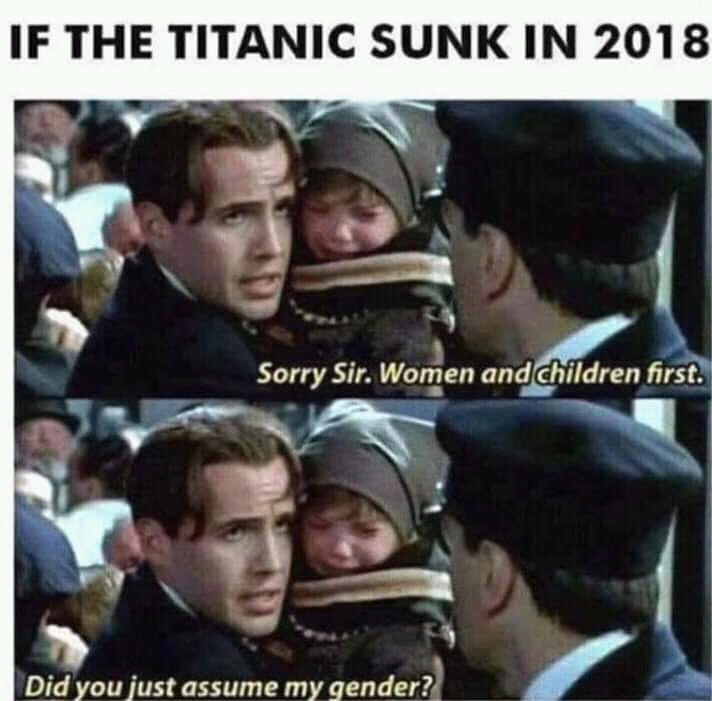 IF THE TITANIC SUNK IN 2018
Sorry Sir. Women and children first.
Did you just assume my gender?